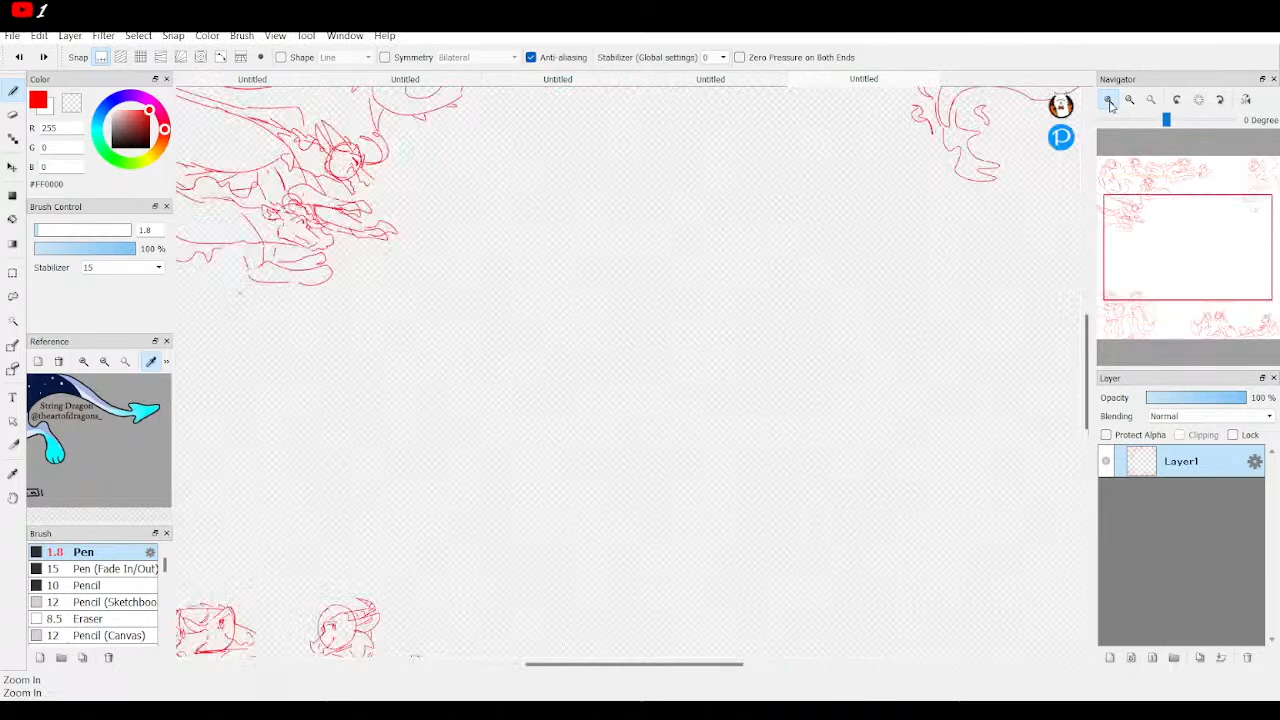 1
File Edit Layer Filter Select Snap Color Brush View Tool Window Help
Snap Shape Line Symmetry Bilateral Anti-aliasing Stabilizer (Global settings) 0 Zero Pressure on Both Ends
Color
Untitled Untitled Untitled Untitled Untitled
Navigator
R 255
G 0
B 0
#FF0000
0 Degree
Brush Control
1.8
100 %
Stabilizer 15
Reference
String Dragon
@theartofdragons_
Layer
Opacity 100 %
Blending Normal
Protect Alpha Clipping Lock
Layer1
Brush
1.8 Pen
15 Pen (Fade In/Out)
10 Pencil
12 Pencil (Sketchboo
8.5 Eraser
12 Pencil (Canvas)
Zoom In
Zoom In